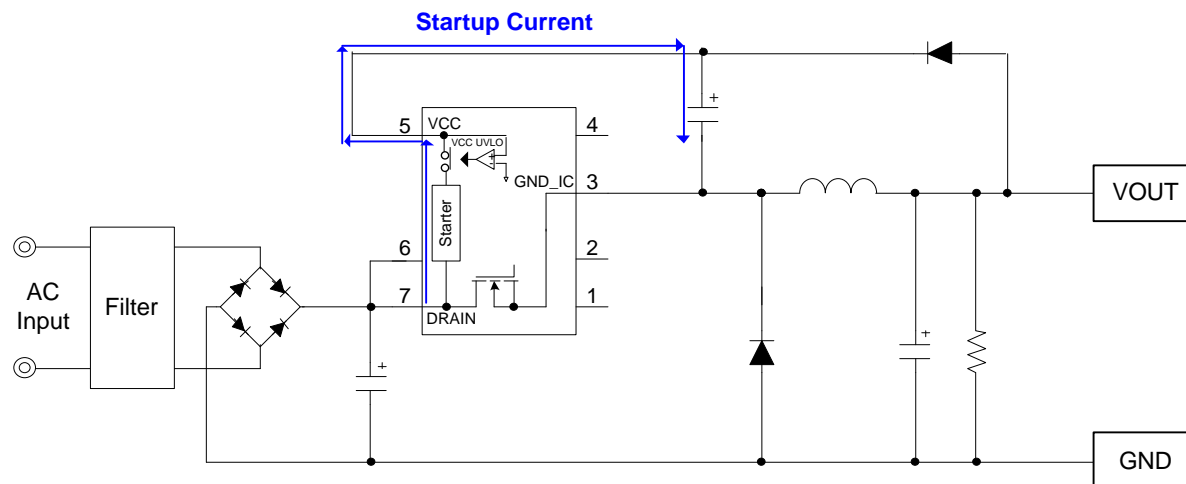 Startup Current
5
VCC
4
VCC UVLO
GND_IC
3
VOUT
Starter
6
2
AC
Input
Filter
7
1
DRAIN
GND